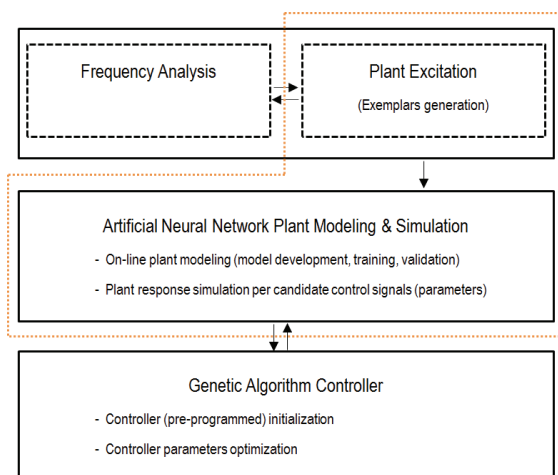 Frequency Analysis
Plant Excitation
(Exemplars generation)
Artificial Neural Network Plant Modeling & Simulation
- On-line plant modeling (model development, training, validation)
- Plant response simulation per candidate control signals (parameters)
Genetic Algorithm Controller
- Controller (pre-programmed) initialization
- Controller parameters optimization